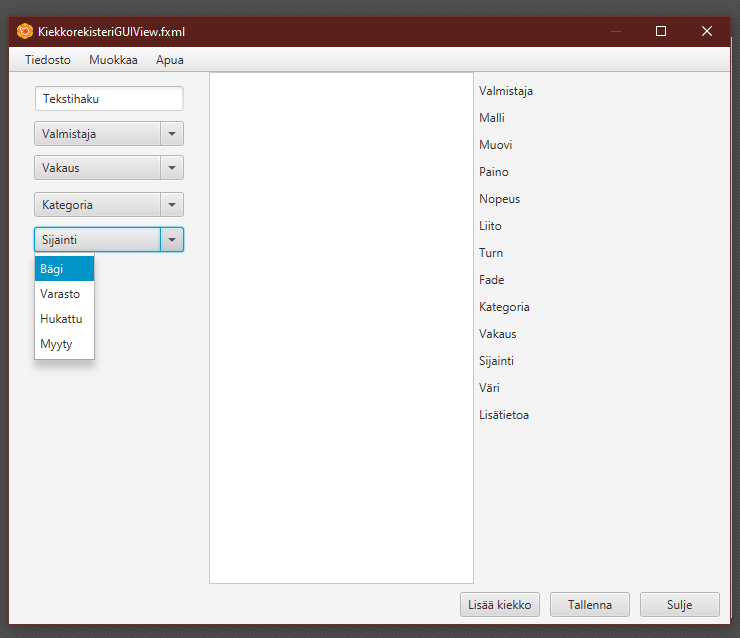 KiekkorekisteriGUIView.fxml
Tiedosto Muokkaa Apua
Tekstihaku
Valmistaja
Vakaus
Kategoria
Sijainti
Bägi
Varasto
Hukattu
Myyty
Valmistaja
Malli
Muovi
Paino
Nopeus
Liito
Turn
Fade
Kategoria
Vakaus
Sijainti
Väri
Lisätietoa
Lisää kiekko Tallenna Sulje